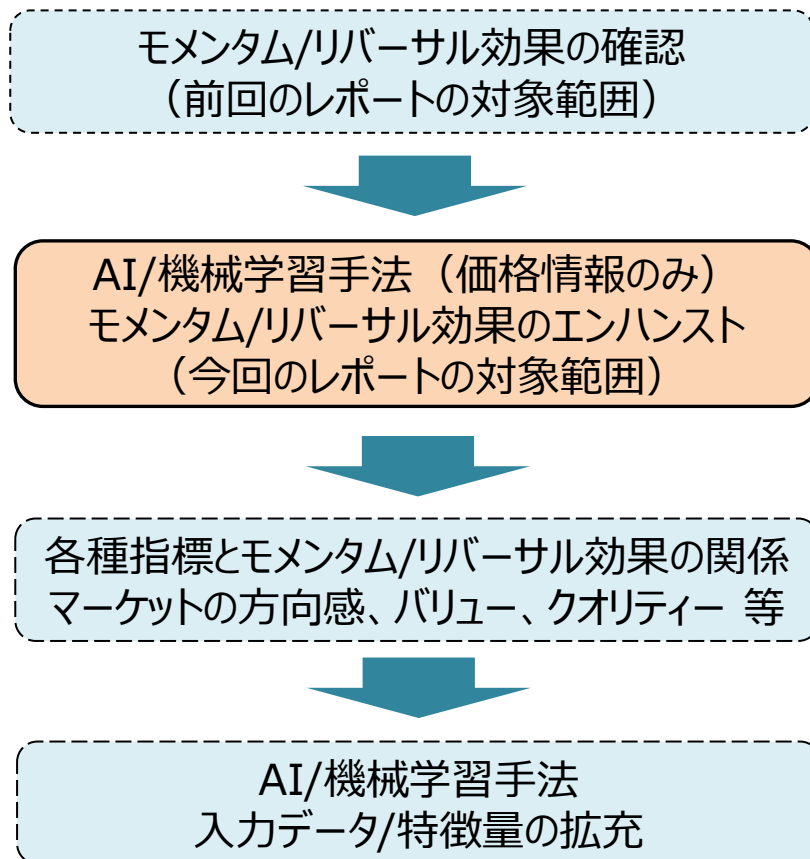 モメンタム/リバーサル効果の確認
（前回のレポートの対象範囲）
AI/機械学習手法（価格情報のみ）
モメンタム/リバーサル効果のエンハンスト
（今回のレポートの対象範囲）
各種指標とモメンタム/リバーサル効果の関係
マーケットの方向感、バリュー、クオリティー 等
AI/機械学習手法
入力データ/特徴量の拡充